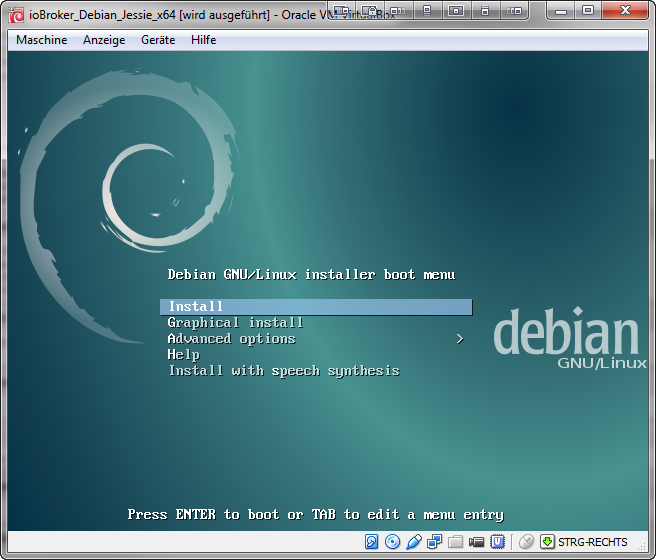 ioBroker_Debian_Jessie_x64 [wird ausgeführt] - Oracle VM VirtualBox
Maschine Anzeige Geräte Hilfe
Debian GNU/Linux installer boot menu
Install
Graphical install
Advanced options >
Help
Install with speech synthesis
debian
GNU/Linux
Press ENTER to boot or TAB to edit a menu entry
STRG-RECHTS